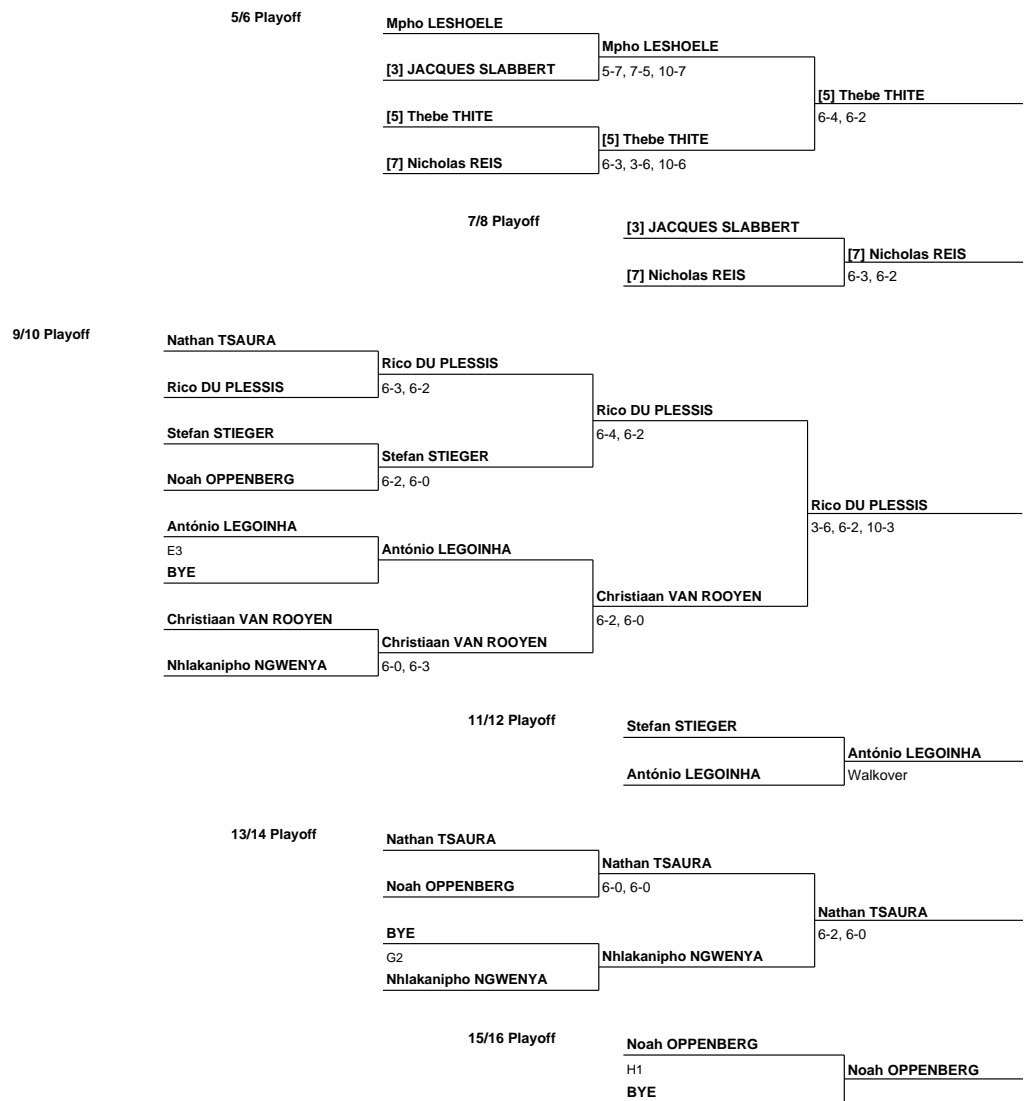 5/6 Playoff
Mpho LESHOELE
Mpho LESHOELE
[3] JACQUES SLABBERT
5-7, 7-5, 10-7
[5] Thebe THITE
[5] Thebe THITE
6-4, 6-2
[5] Thebe THITE
[7] Nicholas REIS
6-3, 3-6, 10-6
7/8 Playoff
[3] JACQUES SLABBERT
[7] Nicholas REIS
[7] Nicholas REIS
6-3, 6-2
9/10 Playoff
Nathan TSAURA
Rico DU PLESSIS
Rico DU PLESSIS
6-3, 6-2
Rico DU PLESSIS
Stefan STIEGER
6-4, 6-2
Stefan STIEGER
Noah OPPENBERG
6-2, 6-0
Rico DU PLESSIS
António LEGOINHA
3-6, 6-2, 10-3
E3
António LEGOINHA
BYE
Christiaan VAN ROOYEN
Christiaan VAN ROOYEN
6-2, 6-0
Christiaan VAN ROOYEN
Nhlakanipho NGWENYA
6-0, 6-3
11/12 Playoff
Stefan STIEGER
António LEGOINHA
António LEGOINHA
Walkover
13/14 Playoff
Nathan TSAURA
Nathan TSAURA
Noah OPPENBERG
6-0, 6-0
Nathan TSAURA
BYE
6-2, 6-0
G2
Nhlakanipho NGWENYA
Nhlakanipho NGWENYA
15/16 Playoff
Noah OPPENBERG
H1
Noah OPPENBERG
BYE